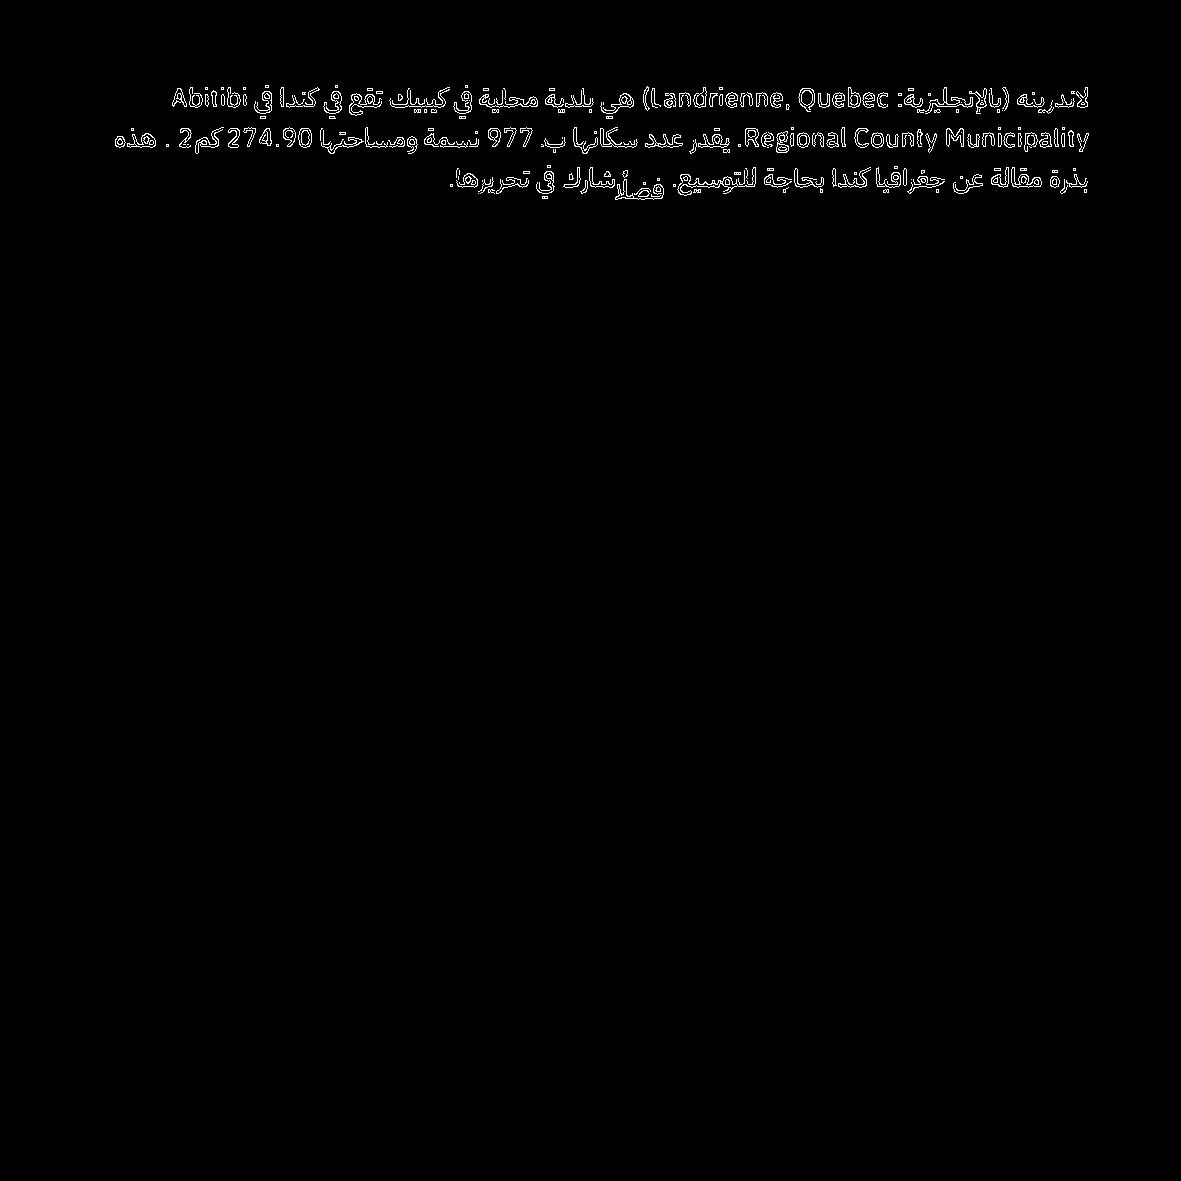 لاندرينه (بالإنجليزية: Landrienne, Quebec) هي بلدية محلية في كيبيك تقع في كندا في Abitibi
Regional County Municipality. يقدر عدد سكانها ب‍ 977 نسمة ومساحتها 274.90 كم2 . هذه
بذرة مقالة عن جغرافيا كندا بحاجة للتوسيع. فضلًا شارك في تحريرها.